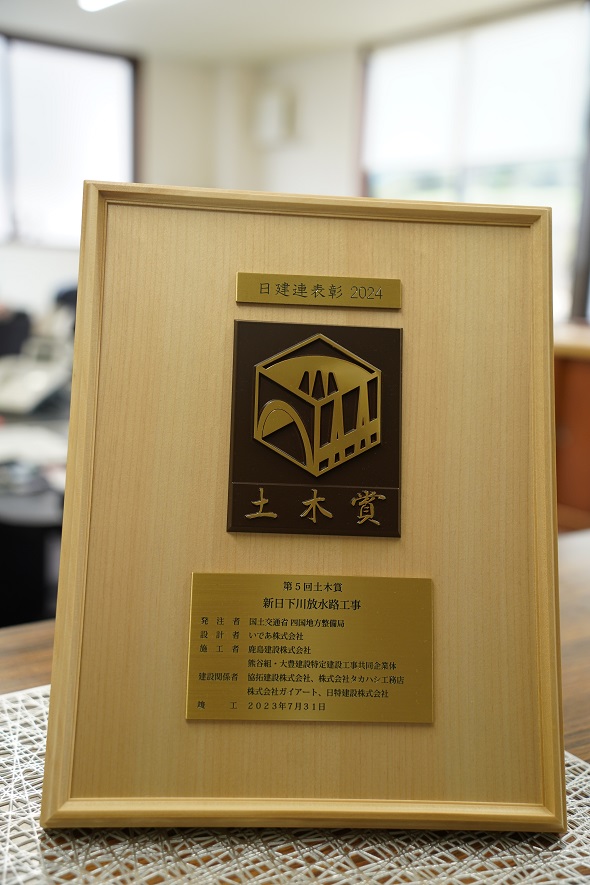 日建連表彰 2024
土木賞
第5回土木賞
新日下川放水路工事
発注者 国土交通省 四国地方整備局
設計者 いであ株式会社
施工者 鹿島建設株式会社
熊谷組・大豊建設特定建設工事共同企業体
建設関係者 協拓建設株式会社、株式会社タカハシ工務店
株式会社ガイアート、日特建設株式会社
竣工 2023年7月31日